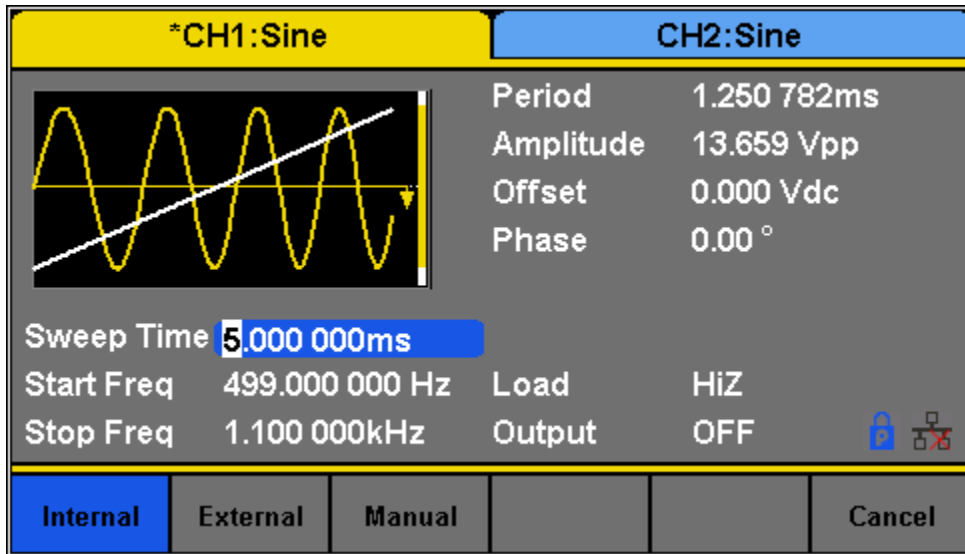 *CH1:Sine
CH2:Sine
Period 1.250 782ms
Amplitude 13.659 Vpp
Offset 0.000 Vdc
Phase 0.00 °
Sweep Time 5.000 000ms
Start Freq 499.000 000 Hz
Load HiZ
Stop Freq 1.100 000kHz
Output OFF
P
Internal
External
Manual
Cancel